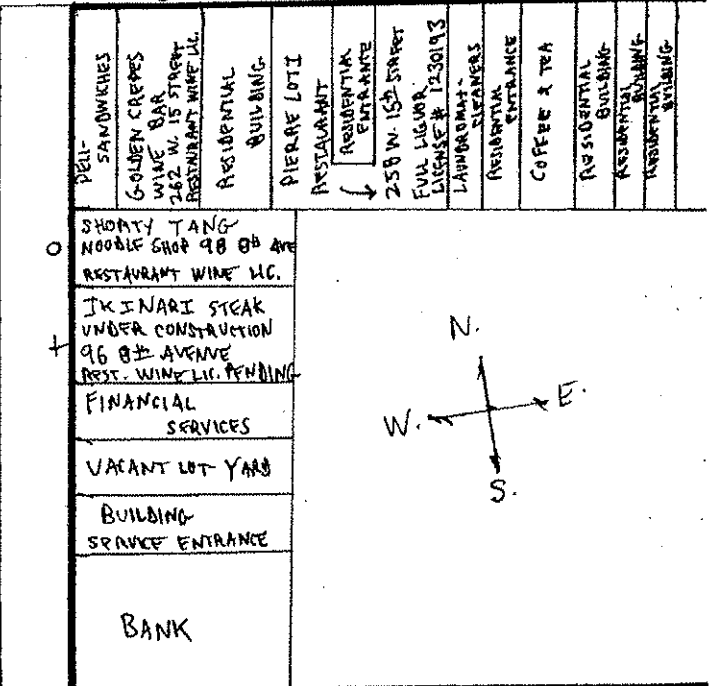 DELI-
SANDWICHES
GOLDEN CREPES
WINE BAR
262 W. 15 STREET
RESTAURANT WINE LIC.
RESIDENTIAL
BUILDING
PIERRE LOTI
RESTAURANT
RESIDENTIAL
ENTRANCE
258 W. 15th STREET
FULL LIQUOR
LICENSE # 1230193
LAUNDROMAT-
CLEANERS
RESIDENTIAL
ENTRANCE
COFFEE & TEA
RESIDENTIAL
BUILDING
RESIDENTIAL
BUILDING
RESIDENTIAL
BUILDING
SHORTY TANG
NOODLE SHOP 98 8th AVE
RESTAURANT WINE LIC.
IKINARI STEAK
UNDER CONSTRUCTION
96 8th AVENUE
REST. WINE LIC. PENDING
FINANCIAL
SERVICES
VACANT LOT YARD
BUILDING
SERVICE ENTRANCE
BANK
N.
W.
E.
S.